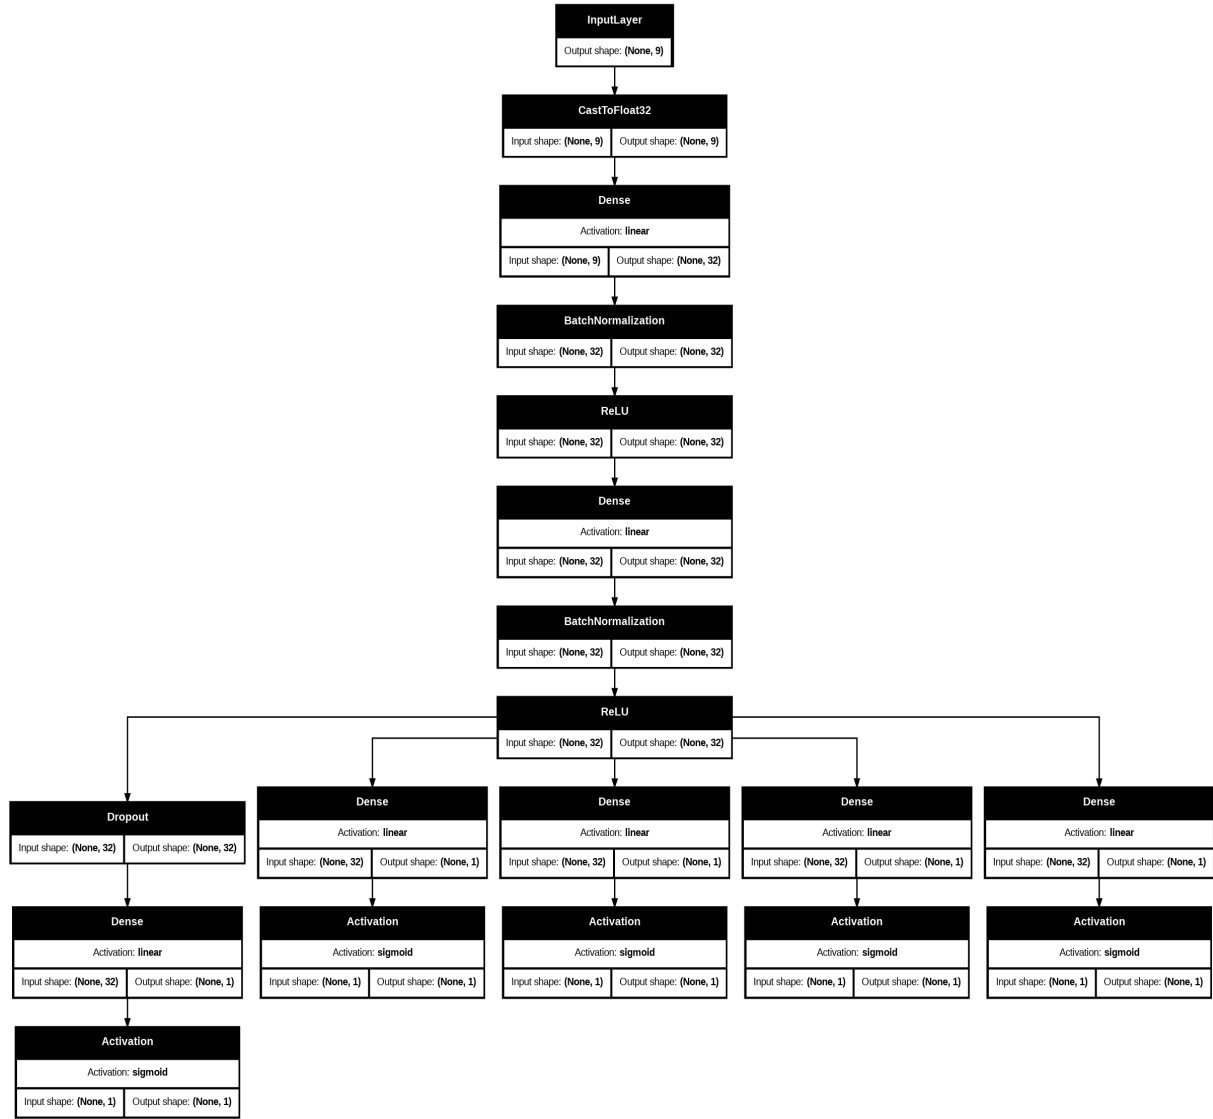 InputLayer
Output shape: (None, 9)
CastToFloat32
Input shape: (None, 9) Output shape: (None, 9)
Dense
Activation: linear
Input shape: (None, 9) Output shape: (None, 32)
BatchNormalization
Input shape: (None, 32) Output shape: (None, 32)
ReLU
Input shape: (None, 32) Output shape: (None, 32)
Dense
Activation: linear
Input shape: (None, 32) Output shape: (None, 32)
BatchNormalization
Input shape: (None, 32) Output shape: (None, 32)
ReLU
Input shape: (None, 32) Output shape: (None, 32)
Dropout
Input shape: (None, 32) Output shape: (None, 32)
Dense
Activation: linear
Input shape: (None, 32) Output shape: (None, 1)
Activation
Activation: sigmoid
Input shape: (None, 1) Output shape: (None, 1)
Dense
Activation: linear
Input shape: (None, 32) Output shape: (None, 1)
Activation
Activation: sigmoid
Input shape: (None, 1) Output shape: (None, 1)
Dense
Activation: linear
Input shape: (None, 32) Output shape: (None, 1)
Activation
Activation: sigmoid
Input shape: (None, 1) Output shape: (None, 1)
Dense
Activation: linear
Input shape: (None, 32) Output shape: (None, 1)
Activation
Activation: sigmoid
Input shape: (None, 1) Output shape: (None, 1)
Dense
Activation: linear
Input shape: (None, 32) Output shape: (None, 1)
Activation
Activation: sigmoid
Input shape: (None, 1) Output shape: (None, 1)